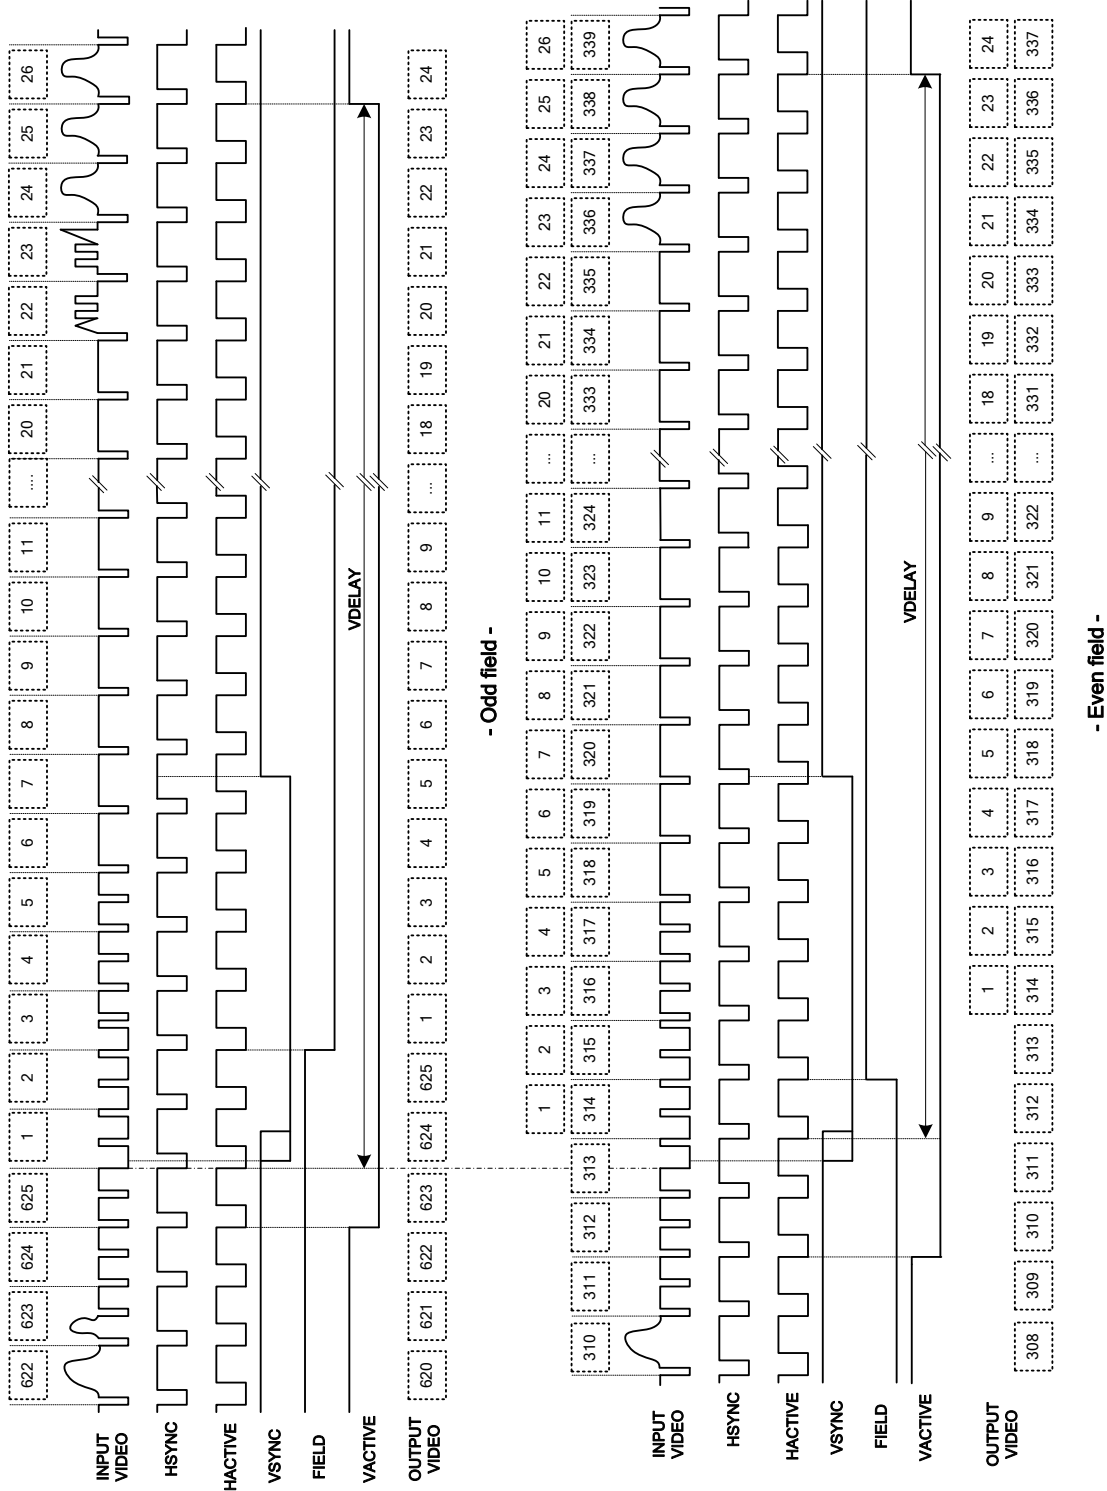 622 623 624 625 1 2 3 4 5 6 7 8 9 10 11 .... 20 21 22 23 24 25 26
INPUT
VIDEO
HSYNC
HACTIVE
VSYNC
FIELD
VDELAY
VACTIVE
OUTPUT
VIDEO
620 621 622 623 624 625 1 2 3 4 5 6 7 8 9 ... 18 19 20 21 22 23 24
- Odd field -
1 2 3 4 5 6 7 8 9 10 11 ... 20 21 22 23 24 25 26
310 311 312 313 314 315 316 317 318 319 320 321 322 323 324 ... 333 334 335 336 337 338 339
INPUT
VIDEO
HSYNC
HACTIVE
VSYNC
FIELD
VDELAY
VACTIVE
OUTPUT
VIDEO
1 2 3 4 5 6 7 8 9 ... 18 19 20 21 22 23 24
308 309 310 311 312 313 314 315 316 317 318 319 320 321 322 ... 331 332 333 334 335 336 337
- Even field -